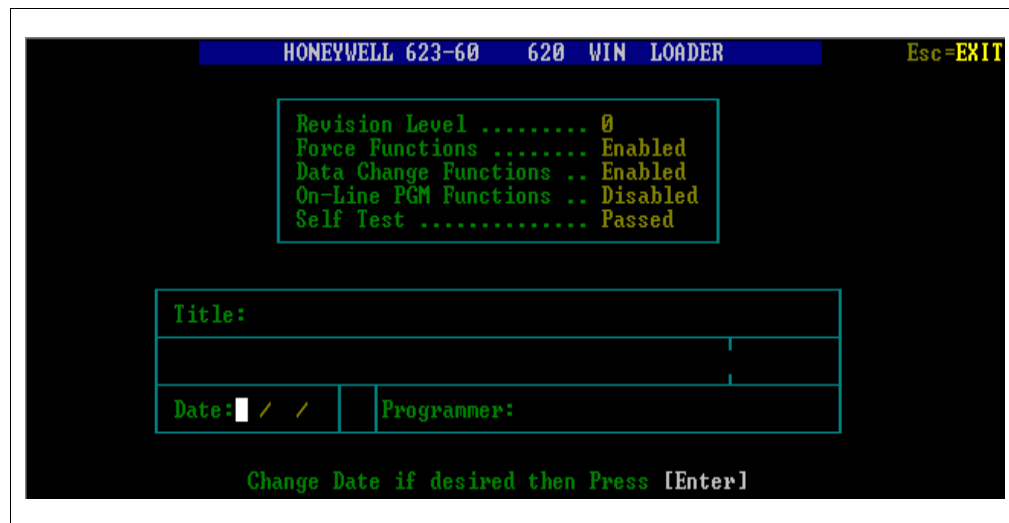 HONEYWELL 623-60 620 WIN LOADER Esc=EXIT
Revision Level ......... 0
Force Functions ........ Enabled
Data Change Functions .. Enabled
On-Line PGM Functions .. Disabled
Self Test .............. Passed
Title:
Date: / / Programmer:
Change Date if desired then Press [Enter]